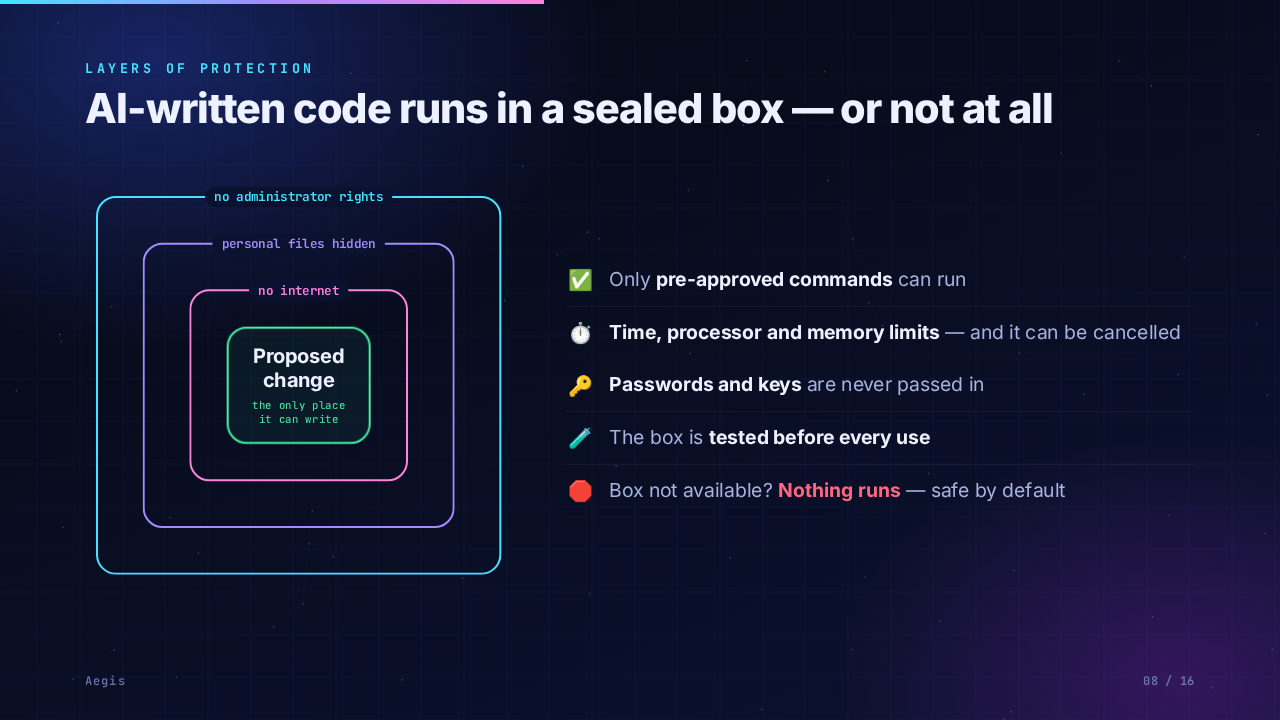 LAYERS OF PROTECTION
AI-written code runs in a sealed box — or not at all
no administrator rights
personal files hidden
no internet
Proposed
change
the only place
it can write
✅ Only pre-approved commands can run
⏱️ Time, processor and memory limits — and it can be cancelled
🔑 Passwords and keys are never passed in
🧪 The box is tested before every use
🛑 Box not available? Nothing runs — safe by default
Aegis
08 / 16